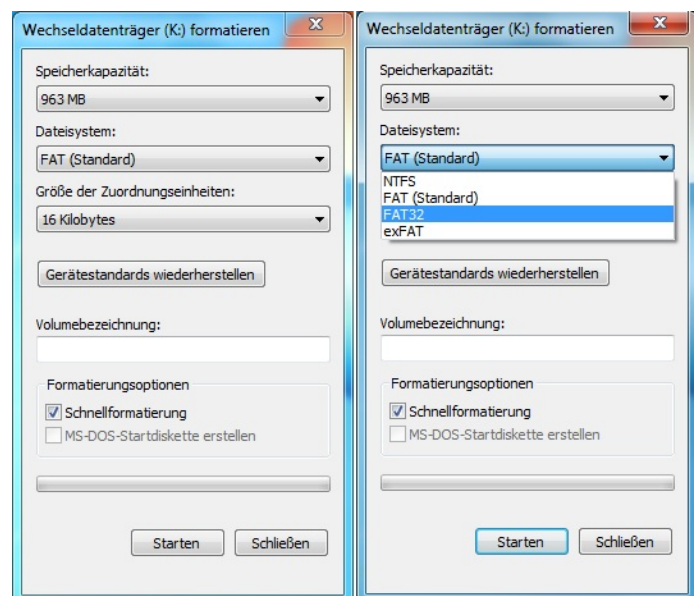 Wechseldatenträger (K:) formatieren
Speicherkapazität:
963 MB
Dateisystem:
FAT (Standard)
Größe der Zuordnungseinheiten:
16 Kilobytes
Gerätestandards wiederherstellen
Volumebezeichnung:
Formatierungsoptionen
Schnellformatierung
MS-DOS-Startdiskette erstellen
Starten
Schließen
Wechseldatenträger (K:) formatieren
Speicherkapazität:
963 MB
Dateisystem:
FAT (Standard)
NTFS
FAT (Standard)
FAT32
exFAT
Gerätestandards wiederherstellen
Volumebezeichnung:
Formatierungsoptionen
Schnellformatierung
MS-DOS-Startdiskette erstellen
Starten
Schließen